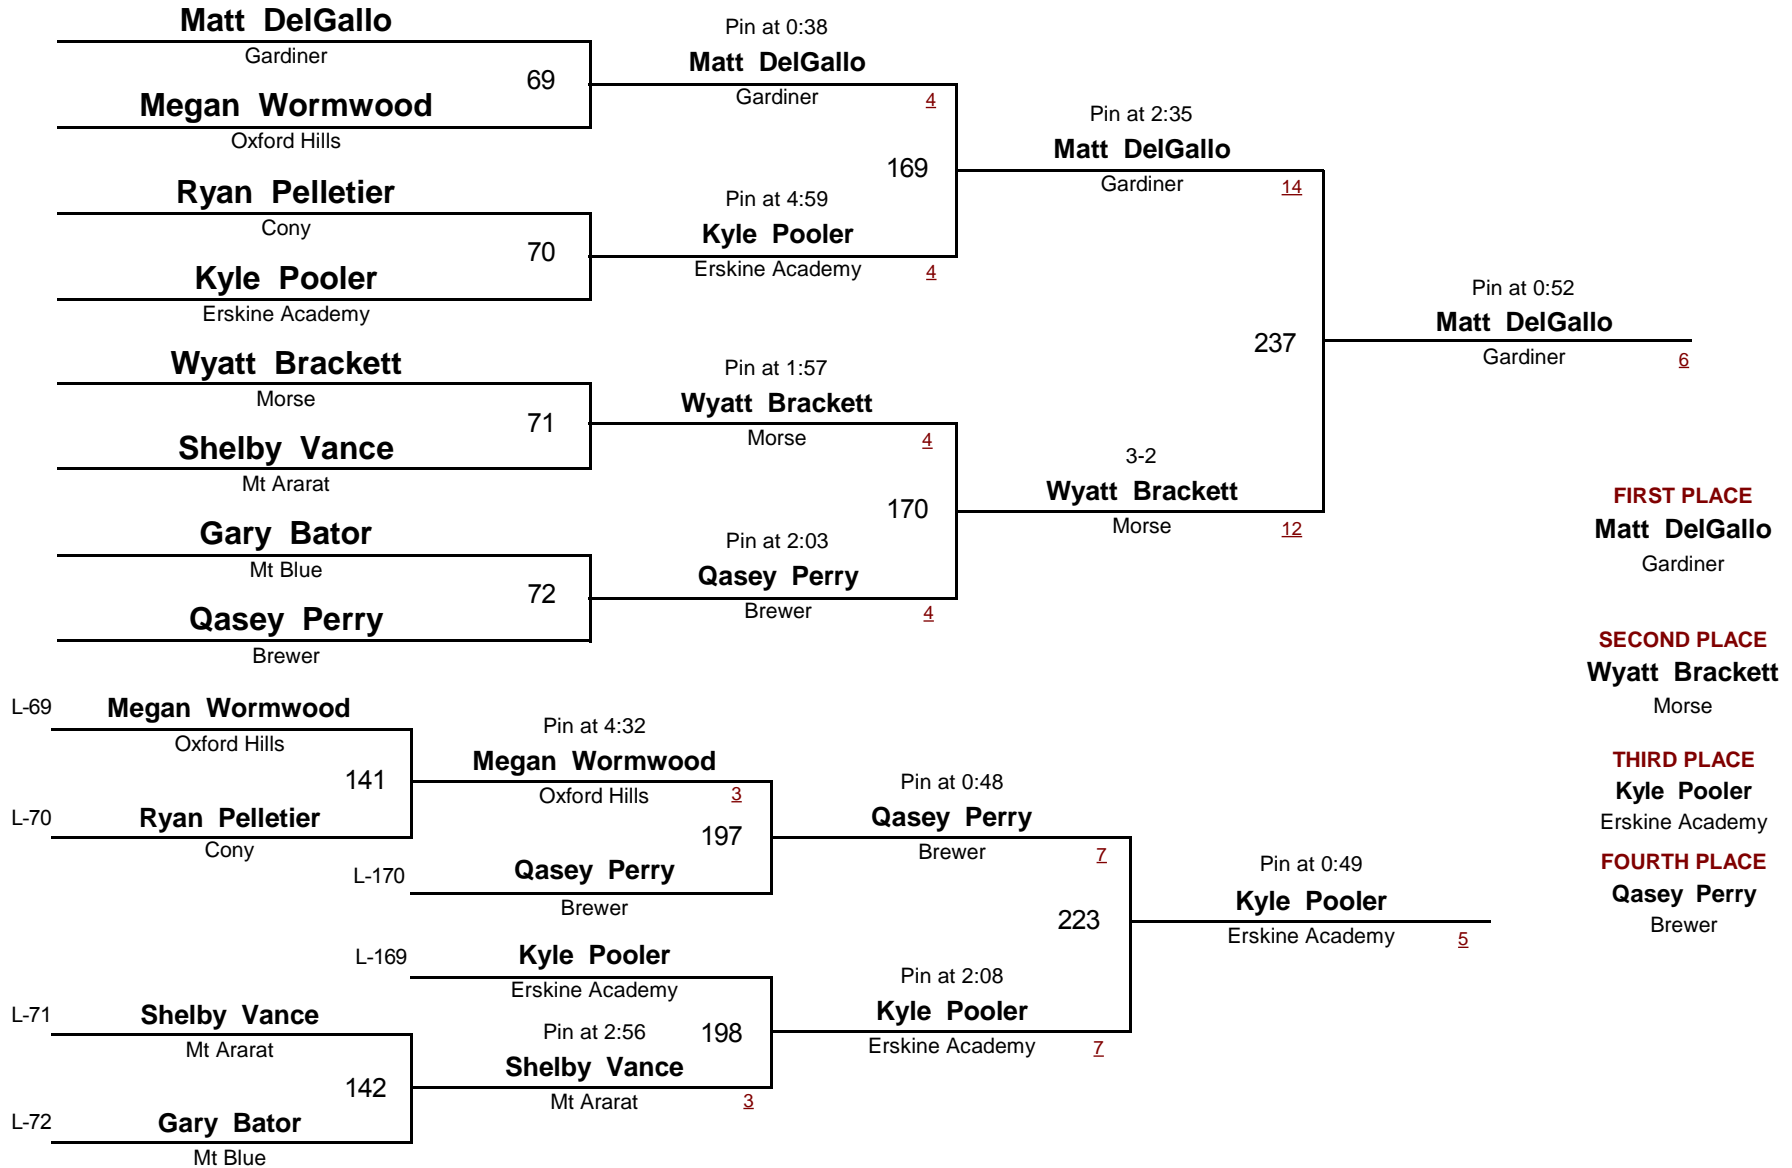 Matt DelGallo
Gardiner
69
Megan Wormwood
Oxford Hills
Ryan Pelletier
Cony
70
Kyle Pooler
Erskine Academy
Wyatt Brackett
Morse
71
Shelby Vance
Mt Ararat
Gary Bator
Mt Blue
72
Qasey Perry
Brewer
Pin at 0:38
Matt DelGallo
Gardiner
4
169
Pin at 4:59
Kyle Pooler
Erskine Academy
4
Pin at 1:57
Wyatt Brackett
Morse
4
170
Pin at 2:03
Qasey Perry
Brewer
4
Pin at 2:35
Matt DelGallo
Gardiner
14
237
3-2
Wyatt Brackett
Morse
12
Pin at 0:52
Matt DelGallo
Gardiner
6
FIRST PLACE
Matt DelGallo
Gardiner
SECOND PLACE
Wyatt Brackett
Morse
THIRD PLACE
Kyle Pooler
Erskine Academy
FOURTH PLACE
Qasey Perry
Brewer
L-69
Megan Wormwood
Oxford Hills
141
L-70
Ryan Pelletier
Cony
Pin at 4:32
Megan Wormwood
Oxford Hills
3
197
L-170
Qasey Perry
Brewer
L-169
Kyle Pooler
Erskine Academy
198
L-71
Shelby Vance
Mt Ararat
142
L-72
Gary Bator
Mt Blue
Pin at 2:56
Shelby Vance
Mt Ararat
3
Pin at 0:48
Qasey Perry
Brewer
7
223
Pin at 2:08
Kyle Pooler
Erskine Academy
7
Pin at 0:49
Kyle Pooler
Erskine Academy
5